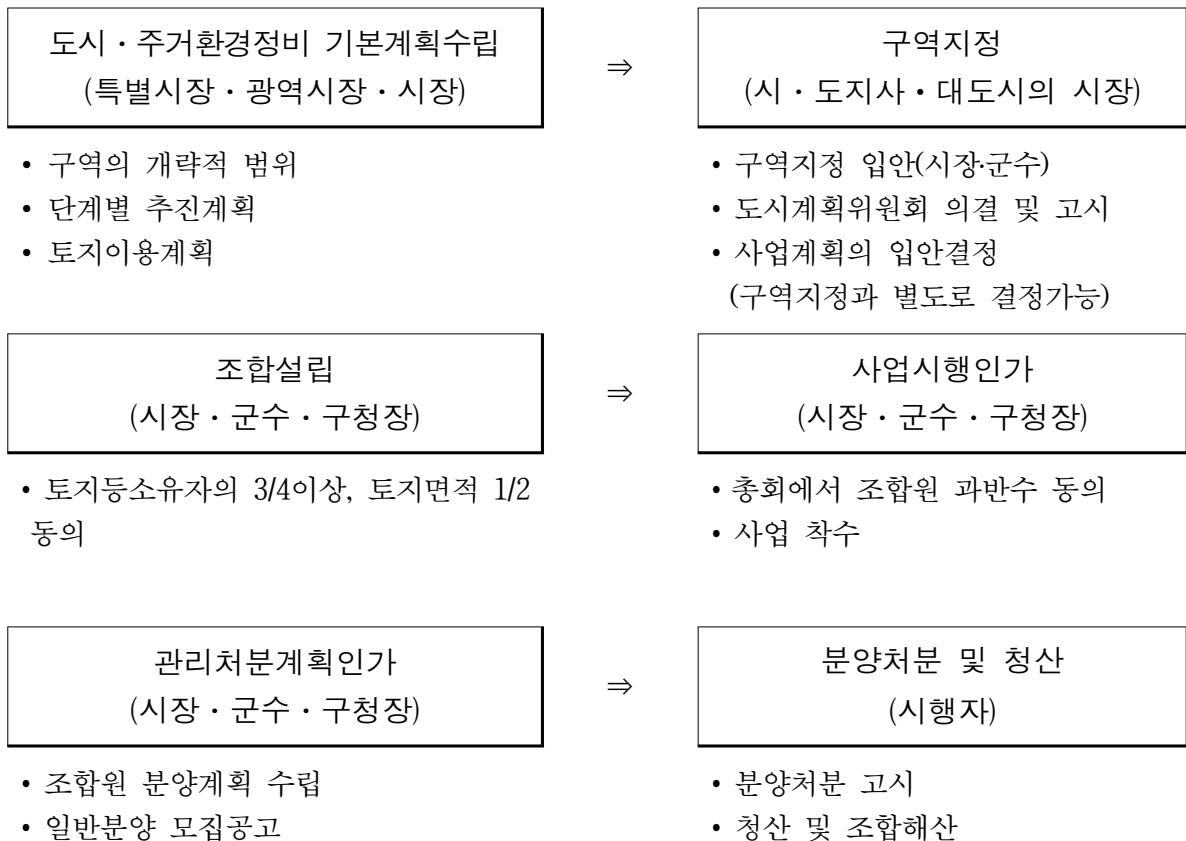 도시・주거환경정비 기본계획수립
(특별시장・광역시장・시장)
⇒
구역지정
(시・도지사・대도시의 시장)
• 구역의 개략적 범위
• 단계별 추진계획
• 토지이용계획
• 구역지정 입안(시장·군수)
• 도시계획위원회 의결 및 고시
• 사업계획의 입안결정
(구역지정과 별도로 결정가능)
조합설립
(시장・군수・구청장)
⇒
사업시행인가
(시장・군수・구청장)
• 토지등소유자의 3/4이상, 토지면적 1/2
동의
• 총회에서 조합원 과반수 동의
• 사업 착수
관리처분계획인가
(시장・군수・구청장)
⇒
분양처분 및 청산
(시행자)
• 조합원 분양계획 수립
• 일반분양 모집공고
• 분양처분 고시
• 청산 및 조합해산